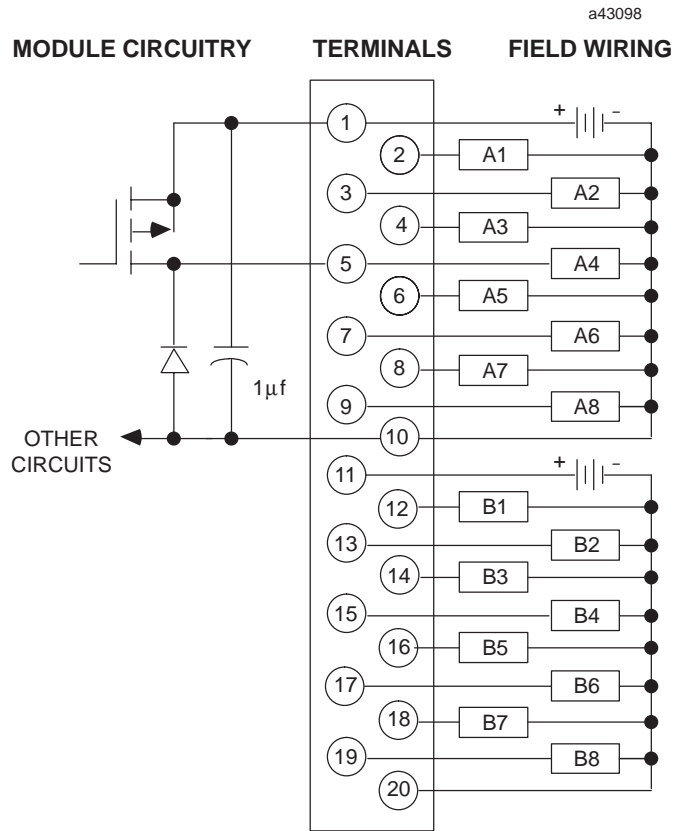 a43098
MODULE CIRCUITRY TERMINALS FIELD WIRING
1 + -
2 A1
3 A2
4 A3
5 A4
6 A5
7 A6
8 A7
1µf
9 A8
OTHER 10
CIRCUITS
11 + -
12 B1
13 B2
14 B3
15 B4
16 B5
17 B6
18 B7
19 B8
20